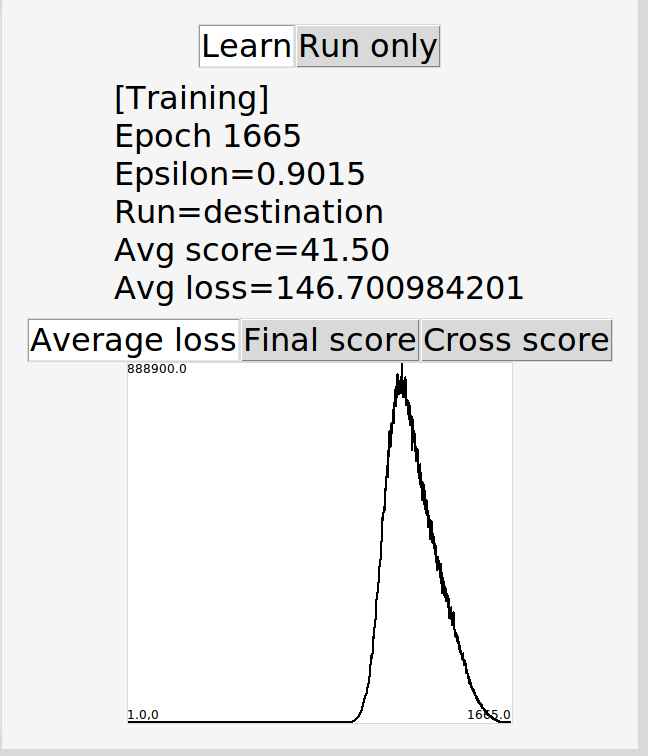 Learn Run only
[Training]
Epoch 1665
Epsilon=0.9015
Run=destination
Avg score=41.50
Avg loss=146.700984201
Average loss Final score Cross score
888900.0
1.0,0 1665.0